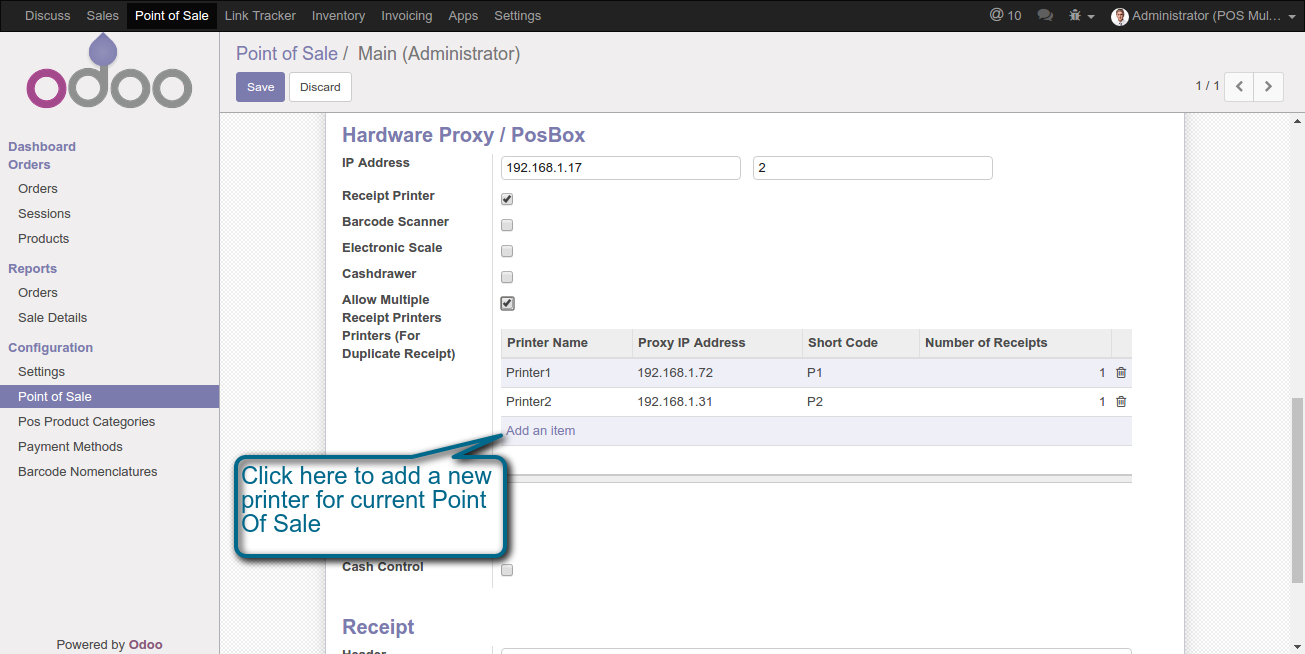 Discuss Sales Point of Sale Link Tracker Inventory Invoicing Apps Settings @ 10 Administrator (POS Mul...
odoo
Point of Sale / Main (Administrator)
Save Discard
1 / 1
Dashboard
Orders
Orders
Sessions
Products
Reports
Orders
Sale Details
Configuration
Settings
Point of Sale
Pos Product Categories
Payment Methods
Barcode Nomenclatures
Powered by Odoo
Hardware Proxy / PosBox
IP Address 192.168.1.17 2
Receipt Printer
Barcode Scanner
Electronic Scale
Cashdrawer
Allow Multiple
Receipt Printers
Printers (For
Duplicate Receipt)
Printer Name Proxy IP Address Short Code Number of Receipts
Printer1 192.168.1.72 P1 1
Printer2 192.168.1.31 P2 1
Add an item
Click here to add a new
printer for current Point
Of Sale
Cash Control
Receipt
Header